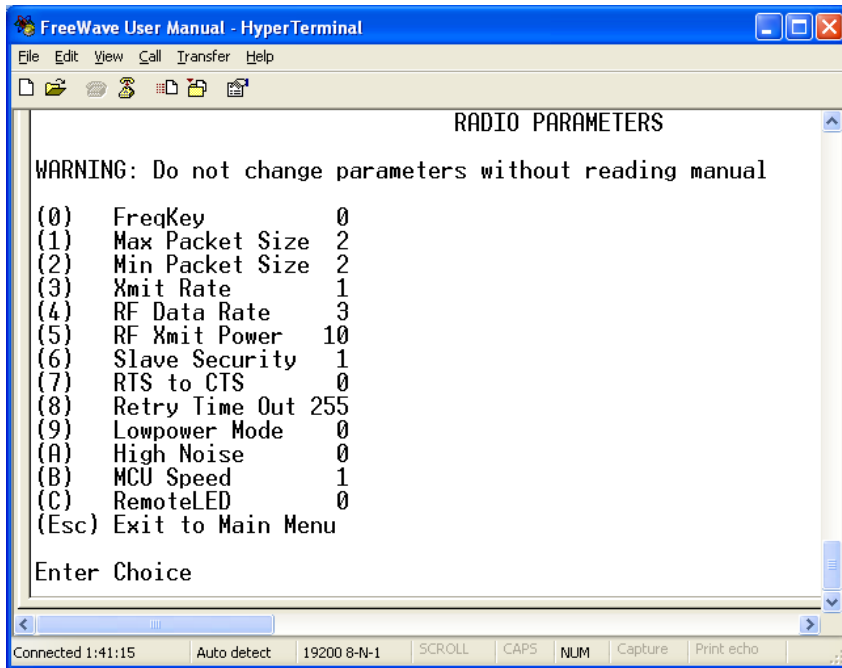 FreeWave User Manual - HyperTerminal
File Edit View Call Transfer Help
RADIO PARAMETERS
WARNING: Do not change parameters without reading manual
(0) FreqKey 0
(1) Max Packet Size 2
(2) Min Packet Size 2
(3) Xmit Rate 1
(4) RF Data Rate 3
(5) RF Xmit Power 10
(6) Slave Security 1
(7) RTS to CTS 0
(8) Retry Time Out 255
(9) Lowpower Mode 0
(A) High Noise 0
(B) MCU Speed 1
(C) RemoteLED 0
(Esc) Exit to Main Menu
Enter Choice
Connected 1:41:15 Auto detect 19200 8-N-1 SCROLL CAPS NUM Capture Print echo